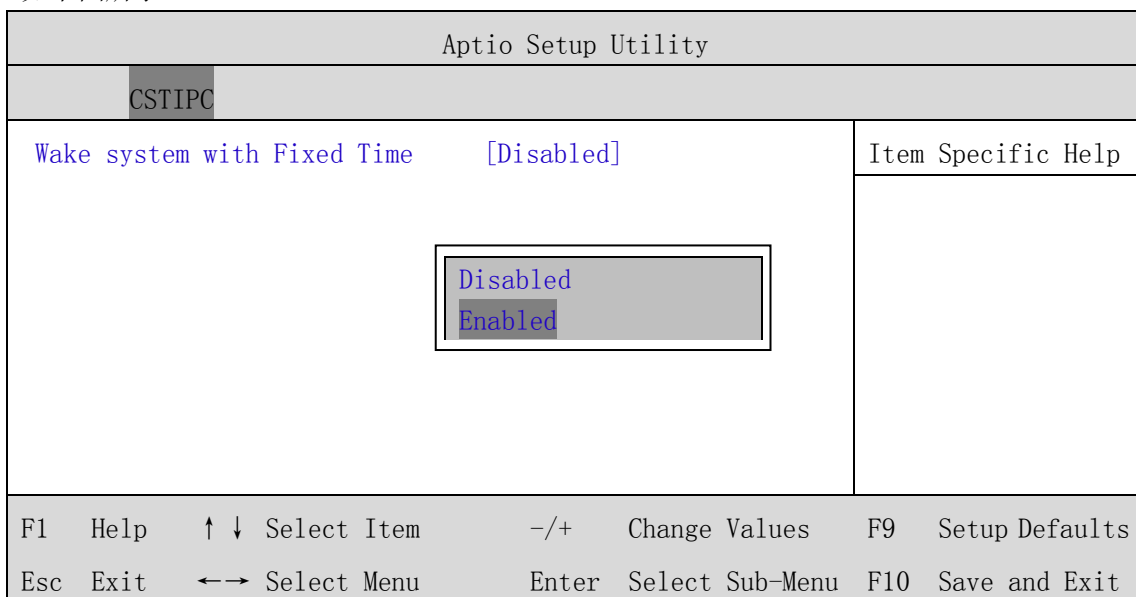 Aptio Setup Utility
CSTIPC
Wake system with Fixed Time [Disabled]
Item Specific Help
Disabled
Enabled
F1 Help ↑↓ Select Item -/+ Change Values F9 Setup Defaults
Esc Exit ←→ Select Menu Enter Select Sub-Menu F10 Save and Exit